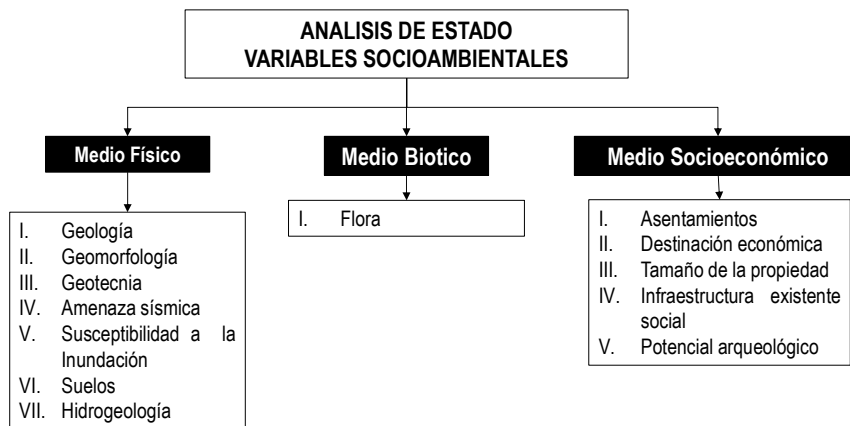 ANALISIS DE ESTADO
VARIABLES SOCIOAMBIENTALES
Medio Físico
I. Geología
II. Geomorfología
III. Geotecnia
IV. Amenaza sísmica
V. Susceptibilidad a la
Inundación
VI. Suelos
VII. Hidrogeología
Medio Biotico
I. Flora
Medio Socioeconómico
I. Asentamientos
II. Destinación económica
III. Tamaño de la propiedad
IV. Infraestructura existente
social
V. Potencial arqueológico